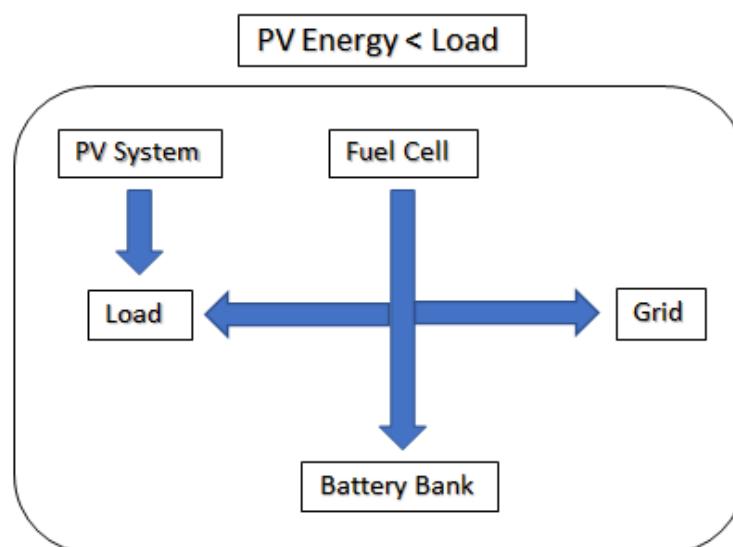 PV Energy < Load
PV System
Fuel Cell
Load
Grid
Battery Bank